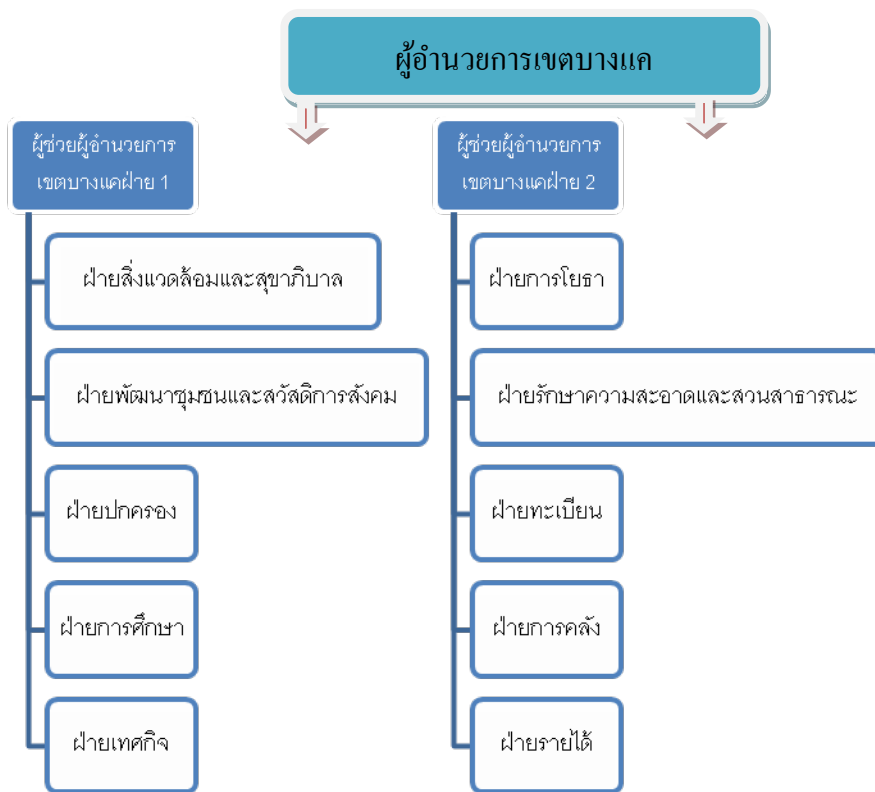 ผู้อำนวยการเขตบางแค
ผู้ช่วยผู้อำนวยการ
เขตบางแคฝ่าย 1
ฝ่ายสิ่งแวดล้อมและสุขาภิบาล
ฝ่ายพัฒนาชุมชนและสวัสดิการสังคม
ฝ่ายปกครอง
ฝ่ายการศึกษา
ฝ่ายเทศกิจ
ผู้ช่วยผู้อำนวยการ
เขตบางแคฝ่าย 2
ฝ่ายการโยธา
ฝ่ายรักษาความสะอาดและสวนสาธารณะ
ฝ่ายทะเบียน
ฝ่ายการคลัง
ฝ่ายรายได้